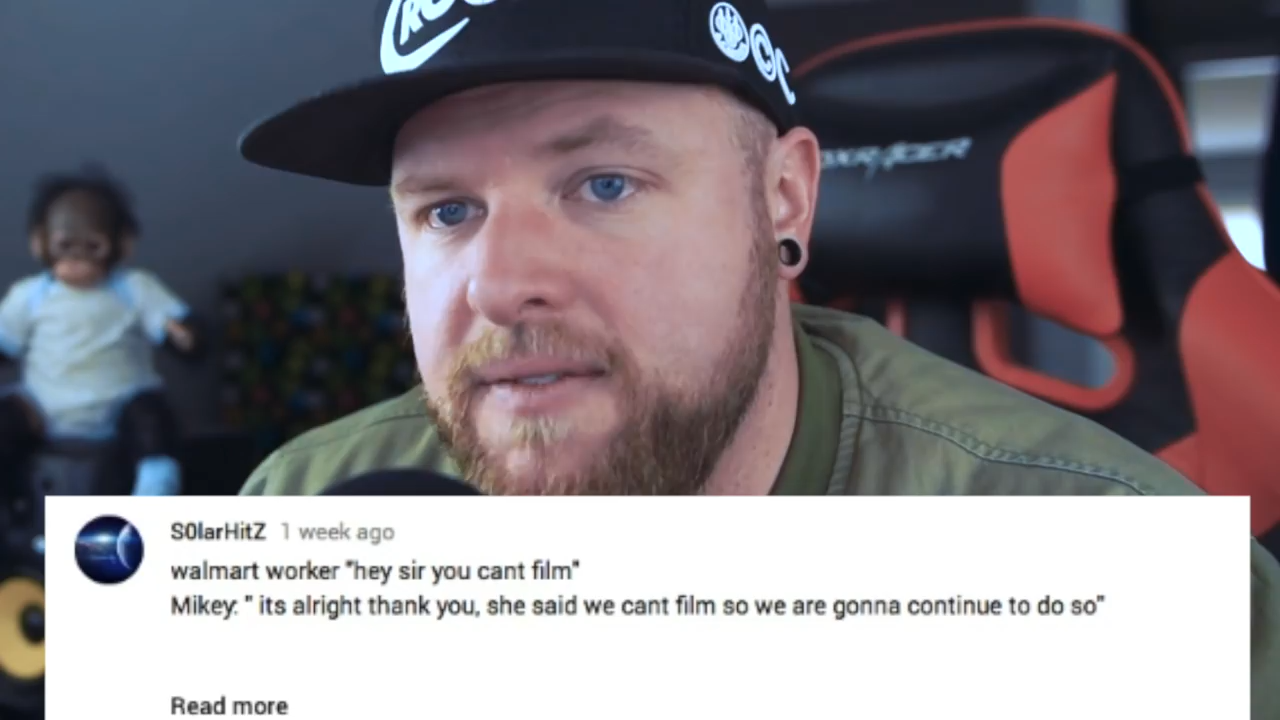 DXRACER
S0larHitZ 1 week ago
walmart worker "hey sir you cant film"
Mikey: " its alright thank you, she said we cant film so we are gonna continue to do so"
Read more